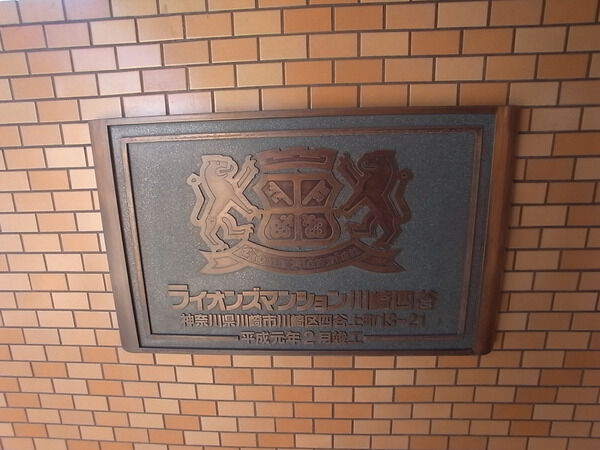 ライオンズマンション川崎四谷
神奈川県川崎市川崎区四谷上町13-21
平成元年2月竣工